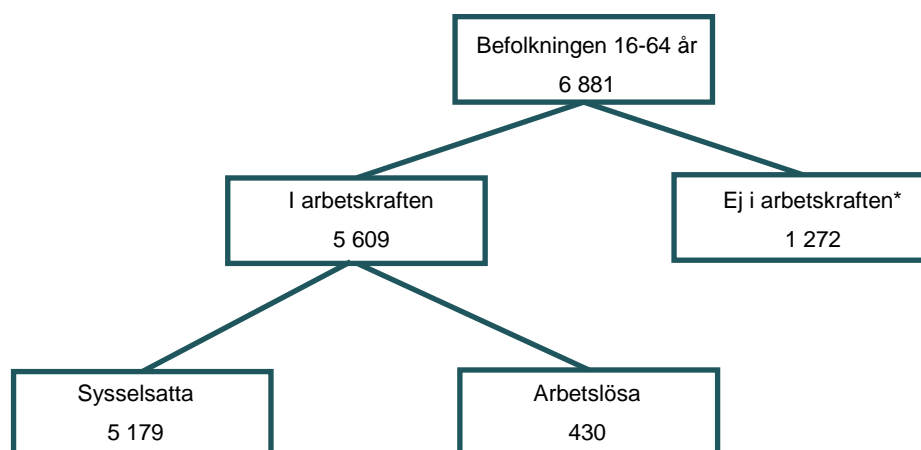 Befolkningen 16-64 år
6 881
I arbetskraften
5 609
Ej i arbetskraften*
1 272
Sysselsatta
5 179
Arbetslösa
430